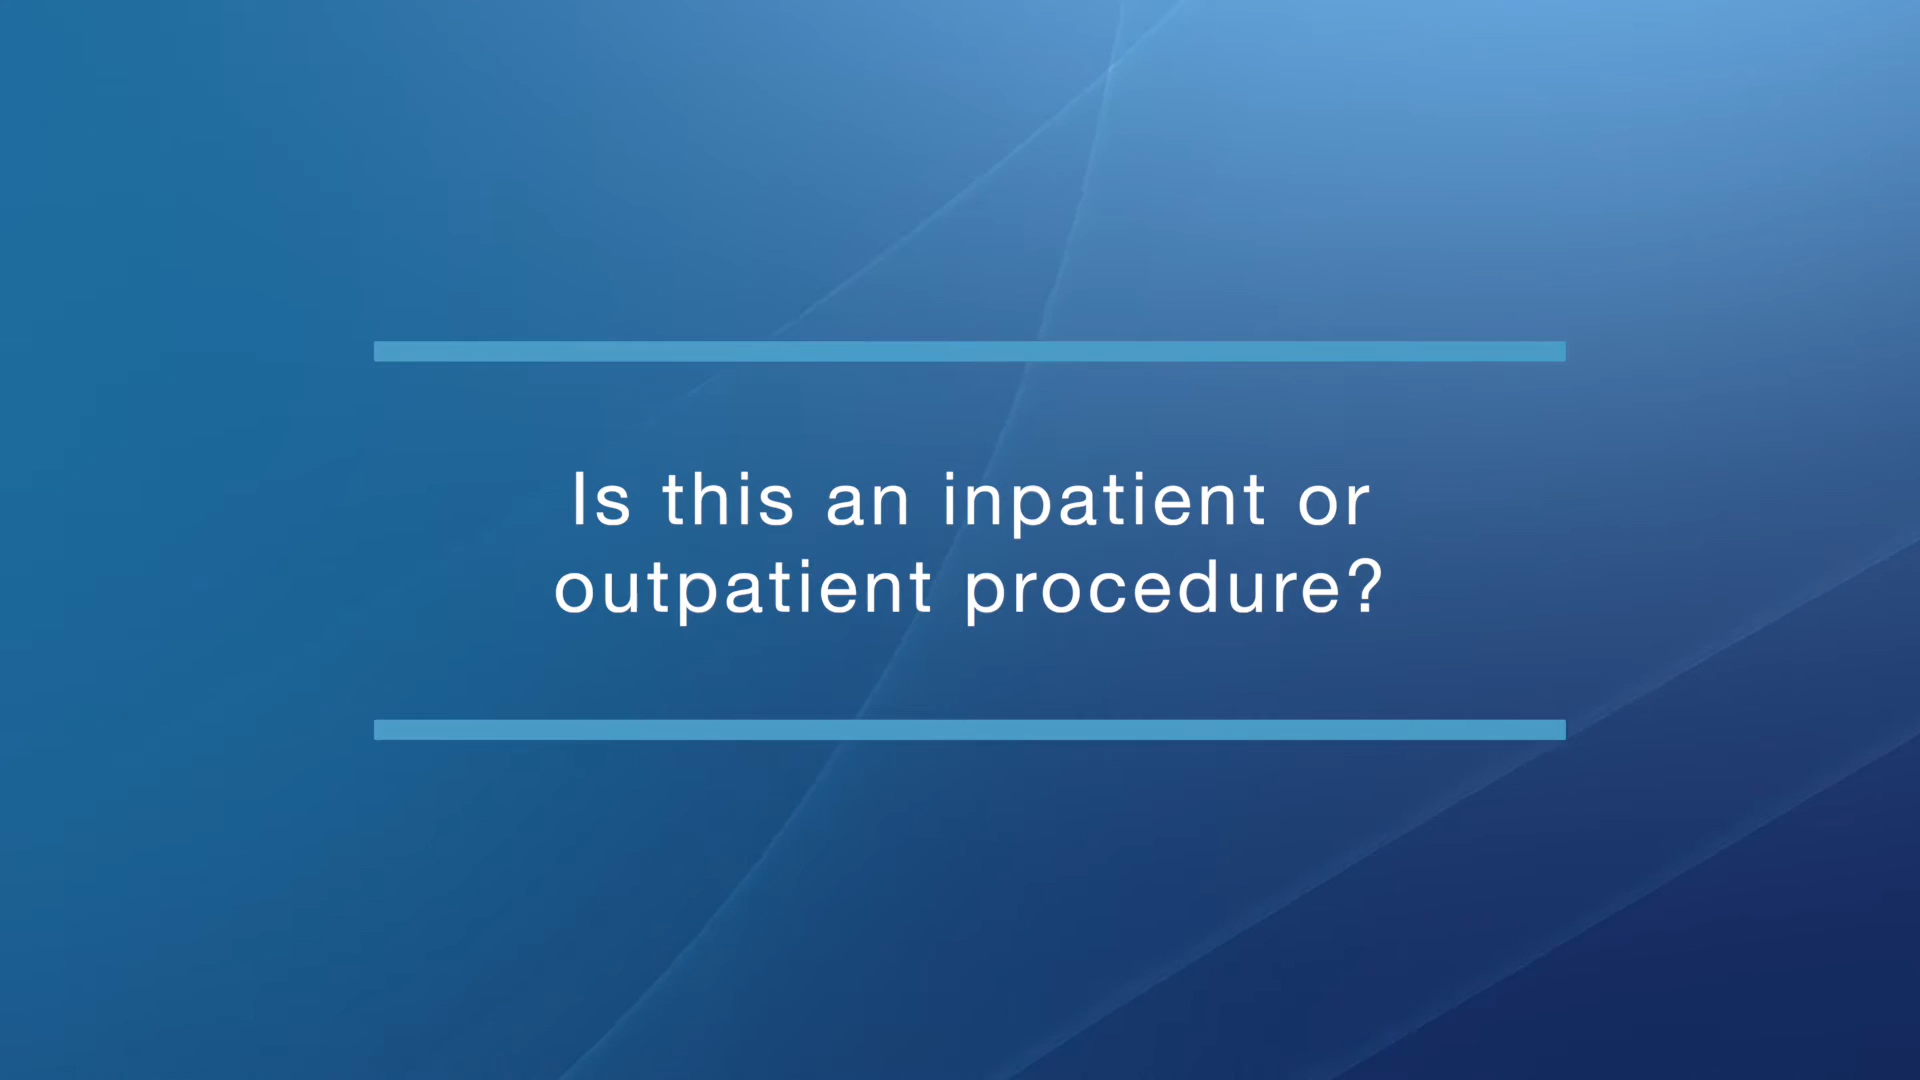 Is this an inpatient or
outpatient procedure?